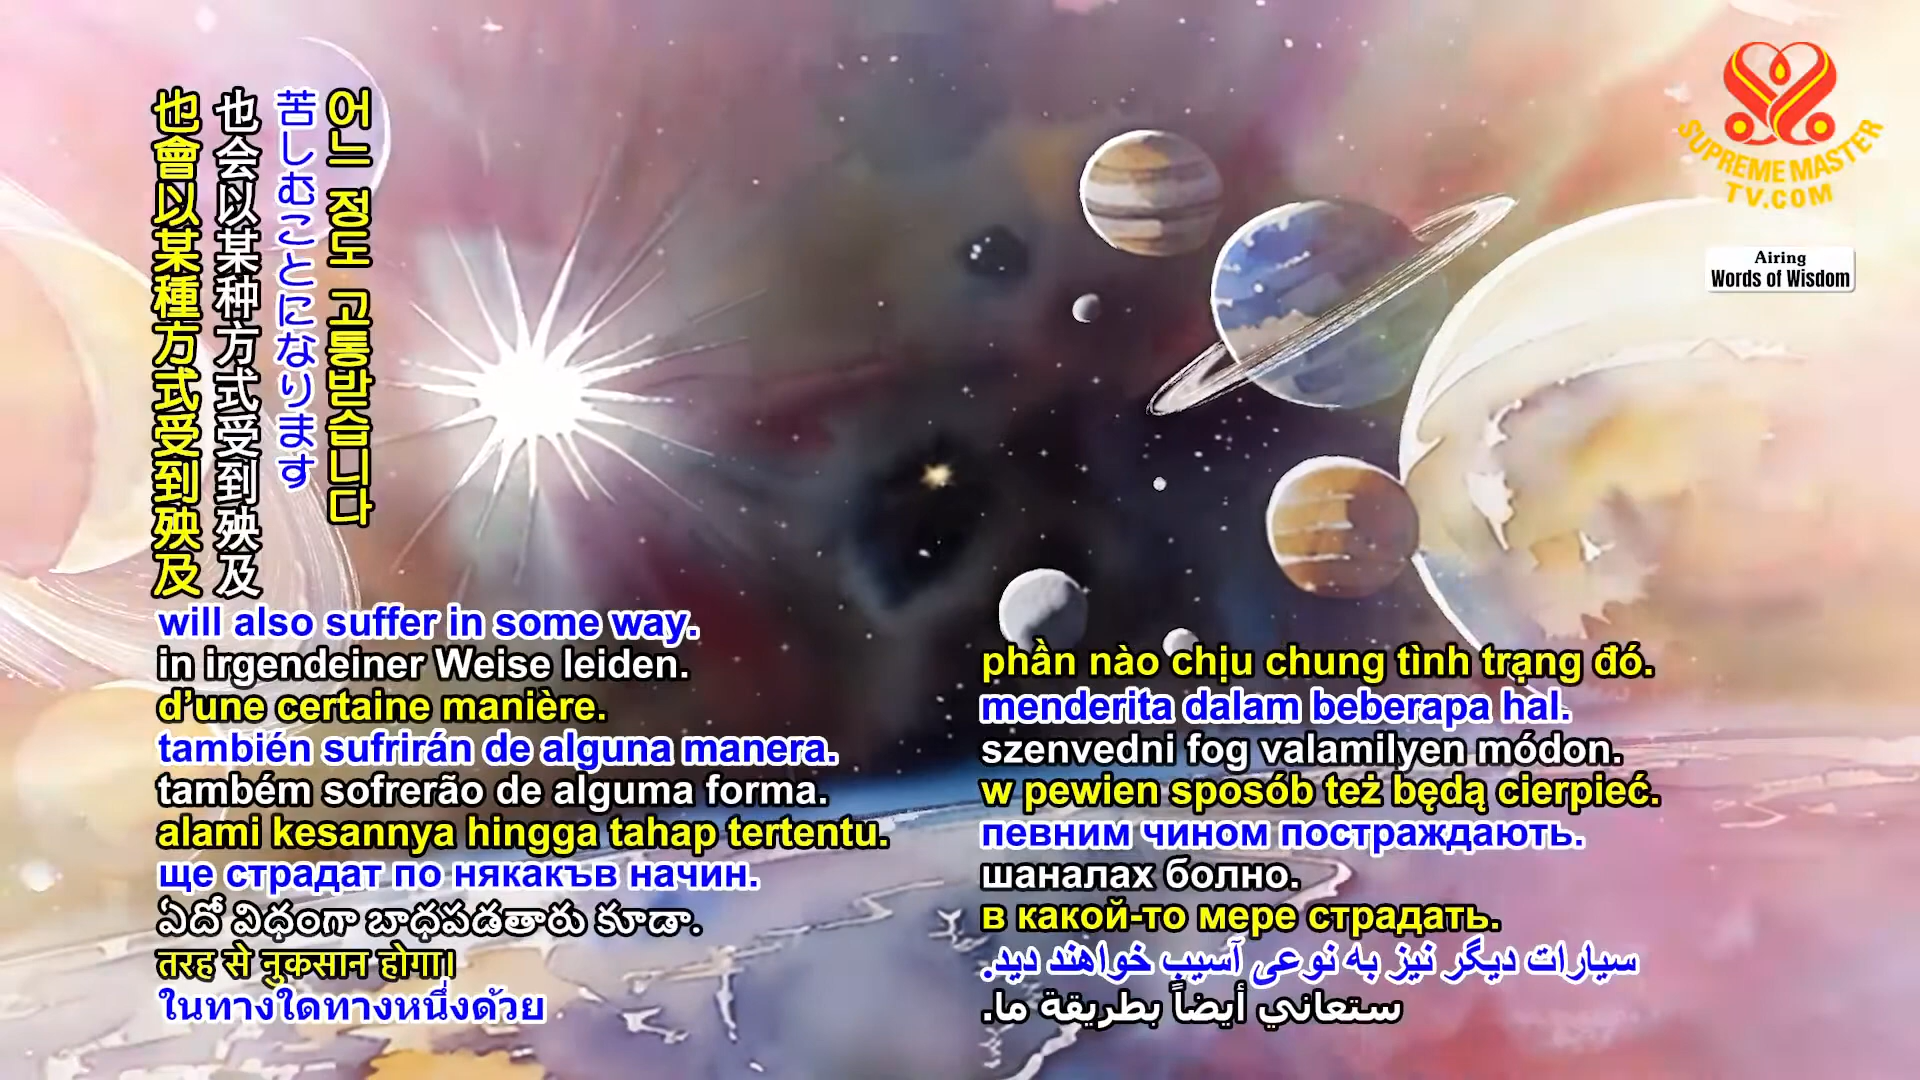 也會以某種方式受到殃及
也会以某种方式受到殃及
苦しむことになります
어느 정도 고통받습니다
will also suffer in some way.
in irgendeiner Weise leiden.
d’une certaine manière.
también sufrirán de alguna manera.
também sofrerão de alguma forma.
alami kesannya hingga tahap tertentu.
ще страдат по някакъв начин.
ఏదో విధంగా బాధపడతారు కూడా.
तरह से नुकसान होगा।
ในทางใดทางหนึ่งด้วย
phần nào chịu chung tình trạng đó.
menderita dalam beberapa hal.
szenvedni fog valamilyen módon.
w pewien sposób też będą cierpieć.
певним чином постраждають.
шаналах болно.
в какой-то мере страдать.
سیارات دیگر نیز به نوعی آسیب خواهند دید.
ستعاني أيضاً بطريقة ما.
SUPREME MASTER
TV.COM
Airing
Words of Wisdom